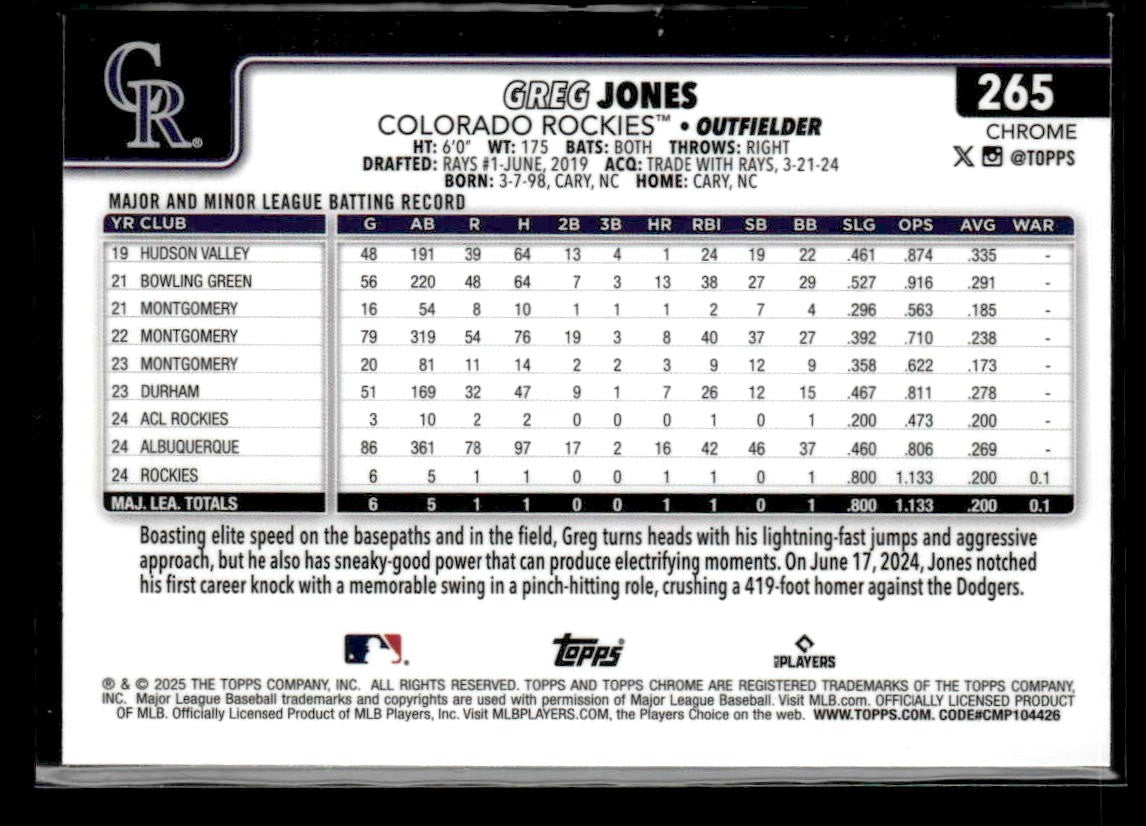 CR®
265
GREG JONES
CHROME
COLORADO ROCKIES™ • OUTFIELDER
@TOPPS
HT: 6'0" WT: 175 BATS: BOTH THROWS: RIGHT
DRAFTED: RAYS #1-JUNE, 2019 ACQ: TRADE WITH RAYS, 3-21-24
BORN: 3-7-98, CARY, NC HOME: CARY, NC
MAJOR AND MINOR LEAGUE BATTING RECORD
YR CLUB G AB R H 2B 3B HR RBI SB BB SLG OPS AVG WAR
19 HUDSON VALLEY 48 191 39 64 13 4 1 24 19 22 .461 .874 .335 -
21 BOWLING GREEN 56 220 48 64 7 3 13 38 27 29 .527 .916 .291 -
21 MONTGOMERY 16 54 8 10 1 1 1 2 7 4 .296 .563 .185 -
22 MONTGOMERY 79 319 54 76 19 3 8 40 37 27 .392 .710 .238 -
23 MONTGOMERY 20 81 11 14 2 2 3 9 12 9 .358 .622 .173 -
23 DURHAM 51 169 32 47 9 1 7 26 12 15 .467 .811 .278 -
24 ACL ROCKIES 3 10 2 2 0 0 0 1 0 1 .200 .473 .200 -
24 ALBUQUERQUE 86 361 78 97 17 2 16 42 46 37 .460 .806 .269 -
24 ROCKIES 6 5 1 1 0 0 1 1 0 1 .800 1.133 .200 0.1
MAJ. LEA. TOTALS 6 5 1 1 0 0 1 1 0 1 .800 1.133 .200 0.1
Boasting elite speed on the basepaths and in the field, Greg turns heads with his lightning-fast jumps and aggressive
approach, but he also has sneaky-good power that can produce electrifying moments. On June 17, 2024, Jones notched
his first career knock with a memorable swing in a pinch-hitting role, crushing a 419-foot homer against the Dodgers.
TOPPS®
PLAYERS
® & © 2025 THE TOPPS COMPANY, INC. ALL RIGHTS RESERVED. TOPPS AND TOPPS CHROME ARE REGISTERED TRADEMARKS OF THE TOPPS COMPANY,
INC. Major League Baseball trademarks and copyrights are used with permission of Major League Baseball. Visit MLB.com. OFFICIALLY LICENSED PRODUCT
OF MLB. Officially Licensed Product of MLB Players, Inc. Visit MLBPLAYERS.COM, the Players Choice on the web. WWW.TOPPS.COM. CODE#CMP104426